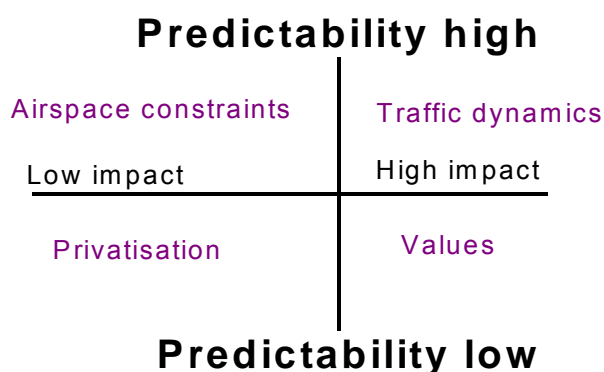 Predictability high
Airspace constraints
Traffic dynamics
Low impact
High impact
Privatisation
Values
Predictability low